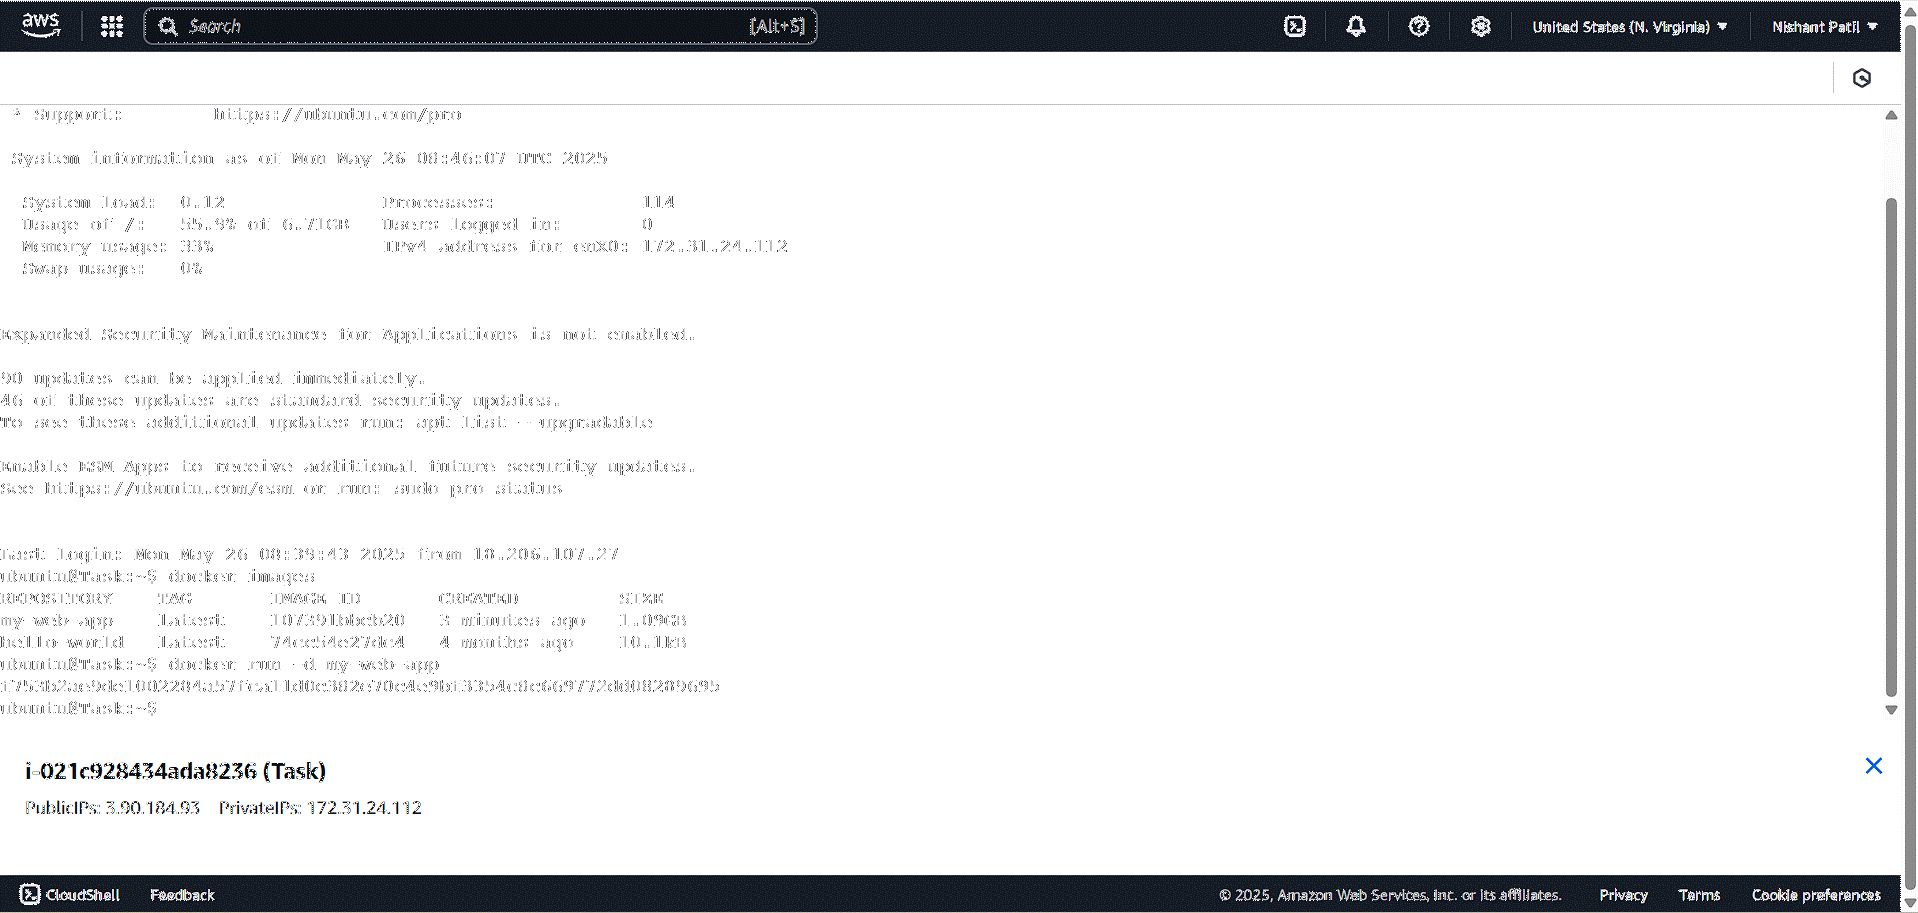 aws
Search [Alt+S]
United States (N. Virginia)
Nishant Patil
* Support: https://ubuntu.com/pro
System information as of Mon May 26 08:46:07 UTC 2025
System load: 0.12 Processes: 114
Usage of /: 55.9% of 6.71GB Users logged in: 0
Memory usage: 33% IPv4 address for enX0: 172.31.24.112
Swap usage: 0%
Expanded Security Maintenance for Applications is not enabled.
90 updates can be applied immediately.
46 of these updates are standard security updates.
To see these additional updates run: apt list --upgradable
Enable ESM Apps to receive additional future security updates.
See https://ubuntu.com/esm or run: sudo pro status
Last login: Mon May 26 08:39:43 2025 from 18.206.107.27
ubuntu@Task:~$ docker images
REPOSITORY TAG IMAGE ID CREATED SIZE
my-web-app latest 3 minutes ago 1.09GB
hello-world latest 74cc54e27dc4 4 months ago 10.1kB
ubuntu@Task:~$ docker run -d my-web-app
ubuntu@Task:~$
i-021c928434ada8236 (Task)
PublicIPs: 3.90.184.93 PrivateIPs: 172.31.24.112
CloudShell Feedback © 2025, Amazon Web Services, Inc. or its affiliates. Privacy Terms Cookie preferences